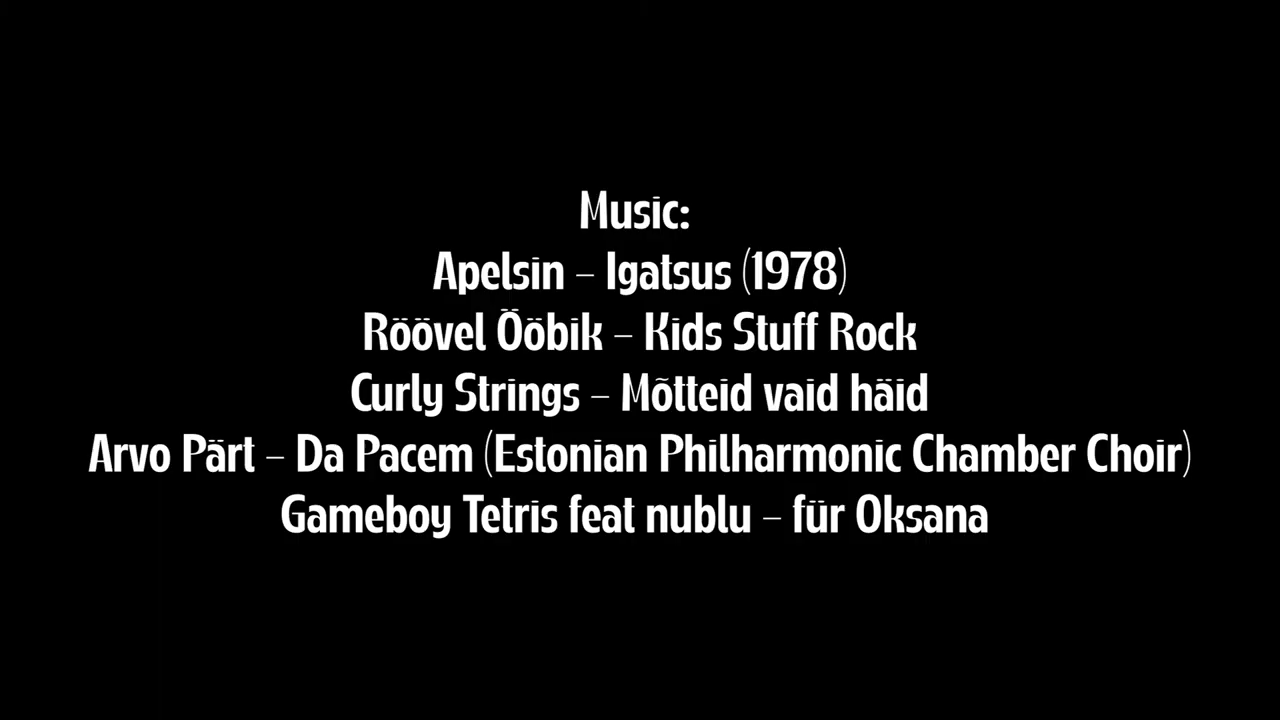 Music:
Apelsin – Igatsus (1978)
Röövel Ööbik – Kids Stuff Rock
Curly Strings – Mõtteid vaid häid
Arvo Pärt – Da Pacem (Estonian Philharmonic Chamber Choir)
Gameboy Tetris feat nublu – für Oksana